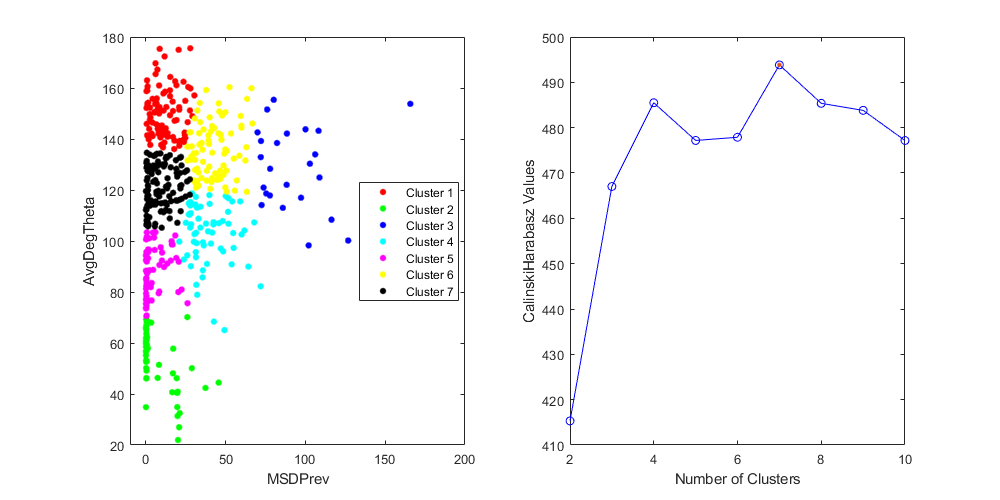 180
160
140
120
100
80
60
40
20
0
50
100
150
200
AvgDegTheta
MSDPrev
Cluster 1
Cluster 2
Cluster 3
Cluster 4
Cluster 5
Cluster 6
Cluster 7
500
490
480
470
460
450
440
430
420
410
2
4
6
8
10
CalinskiHarabasz Values
Number of Clusters